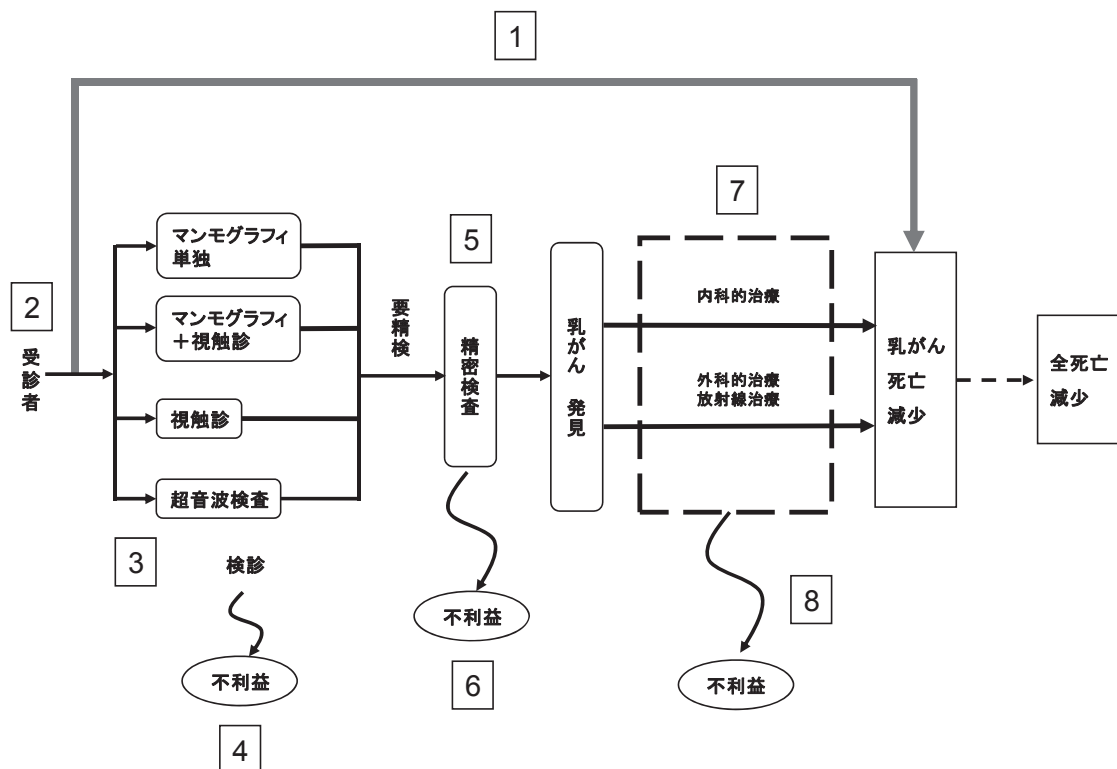 1
2
受診者
マンモグラフィ
単独
マンモグラフィ
＋視触診
視触診
超音波検査
3
検診
不利益
4
要精検
5
精密検査
不利益
6
乳がん 発見
7
内科的治療
外科的治療
放射線治療
8
不利益
乳がん
死亡
減少
全死亡
減少